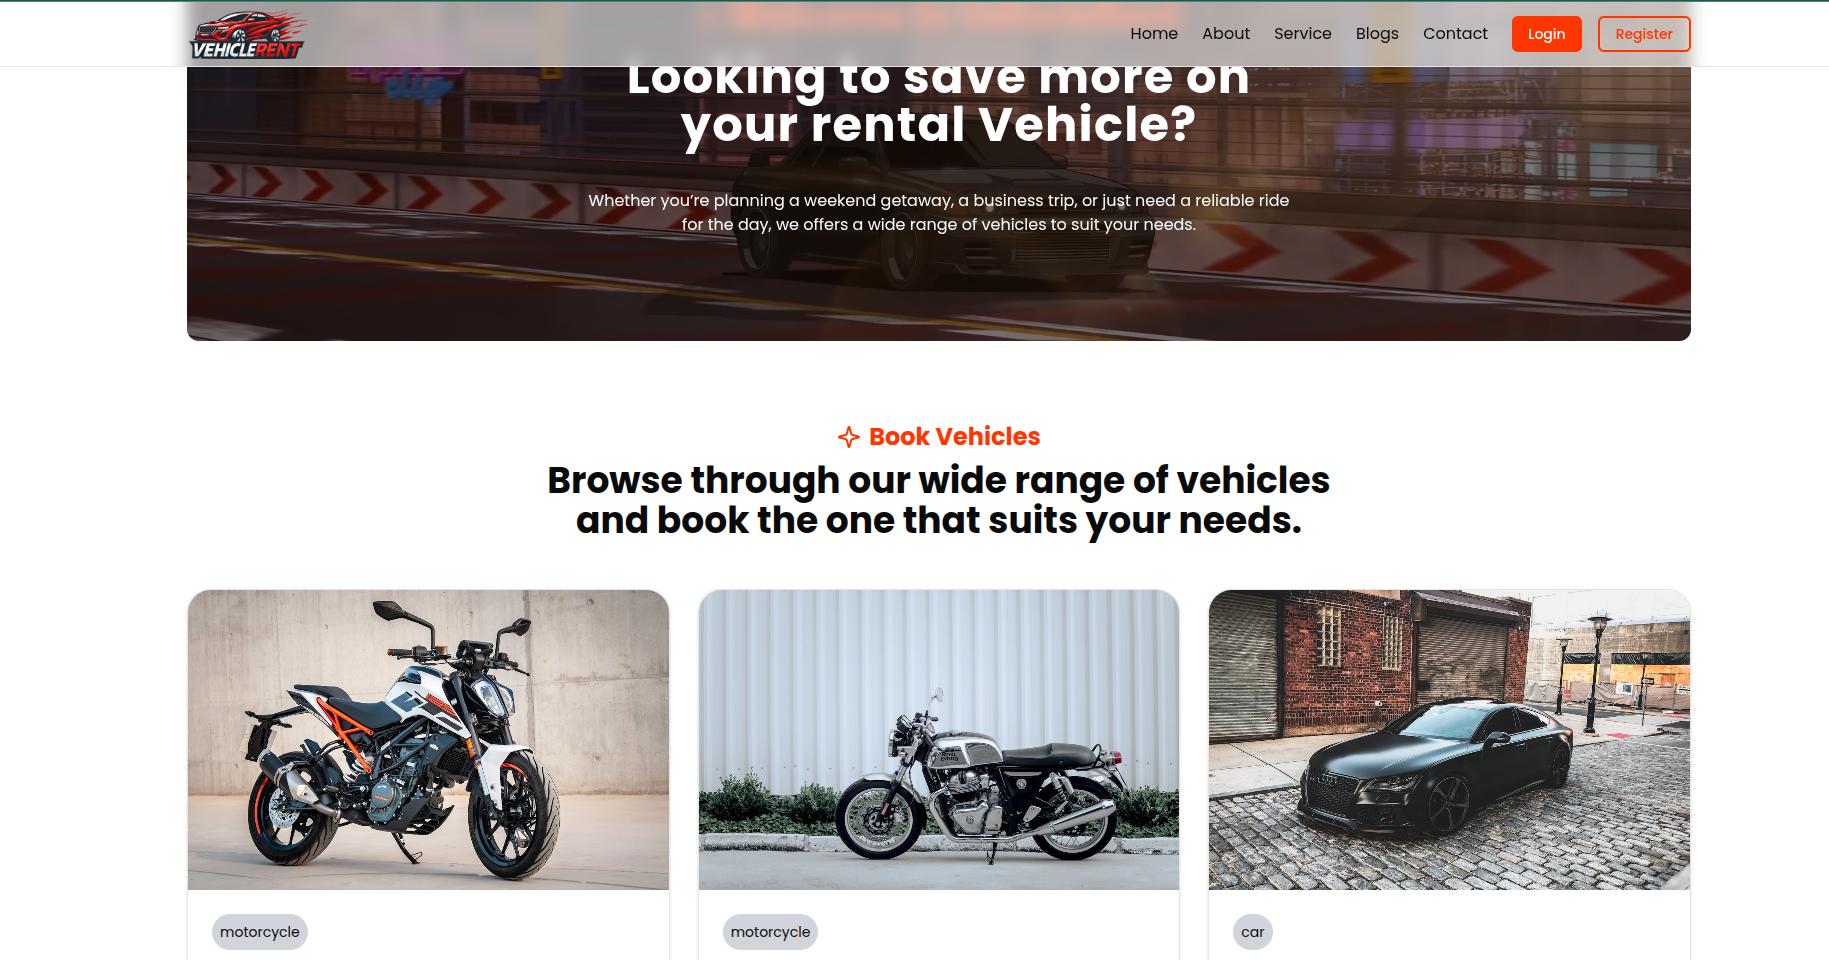 VEHICLERENT
Home About Service Blogs Contact Login Register
Looking to save more on
your rental Vehicle?
Whether you’re planning a weekend getaway, a business trip, or just need a reliable ride
for the day, we offers a wide range of vehicles to suit your needs.
Book Vehicles
Browse through our wide range of vehicles
and book the one that suits your needs.
motorcycle
motorcycle
car